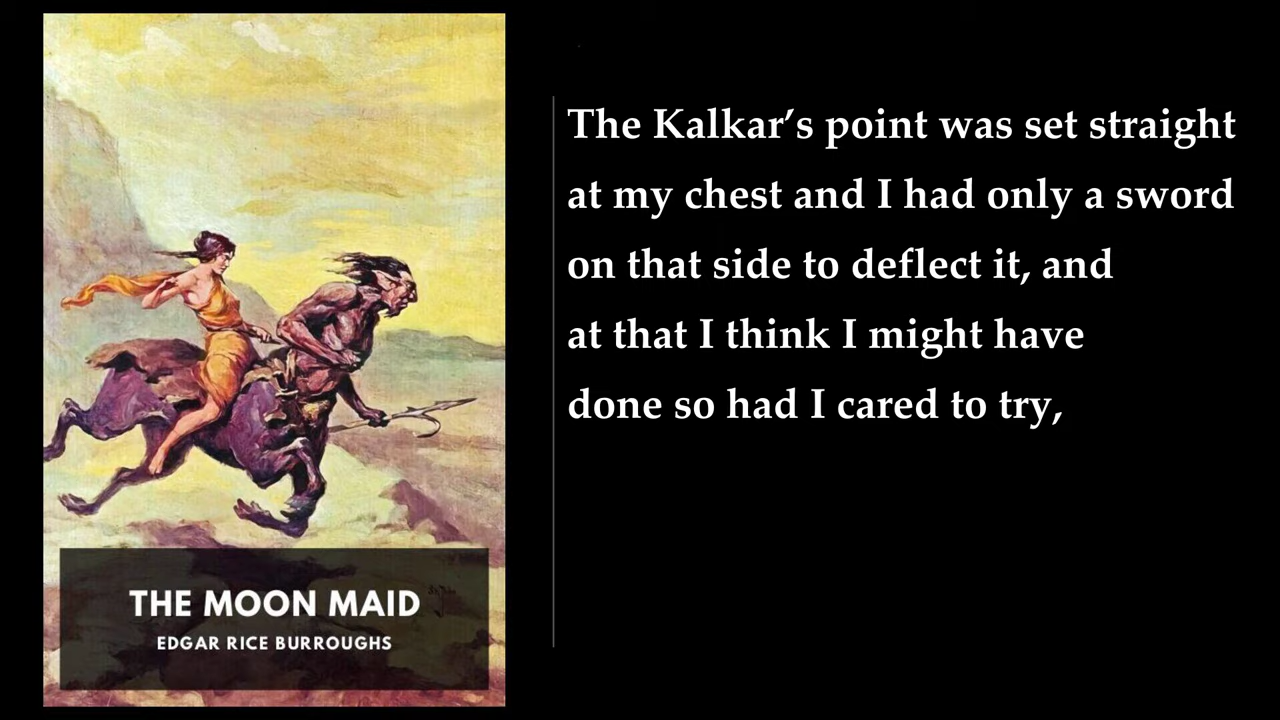 The Kalkar’s point was set straight
at my chest and I had only a sword
on that side to deflect it, and
at that I think I might have
done so had I cared to try,
THE MOON MAID
EDGAR RICE BURROUGHS